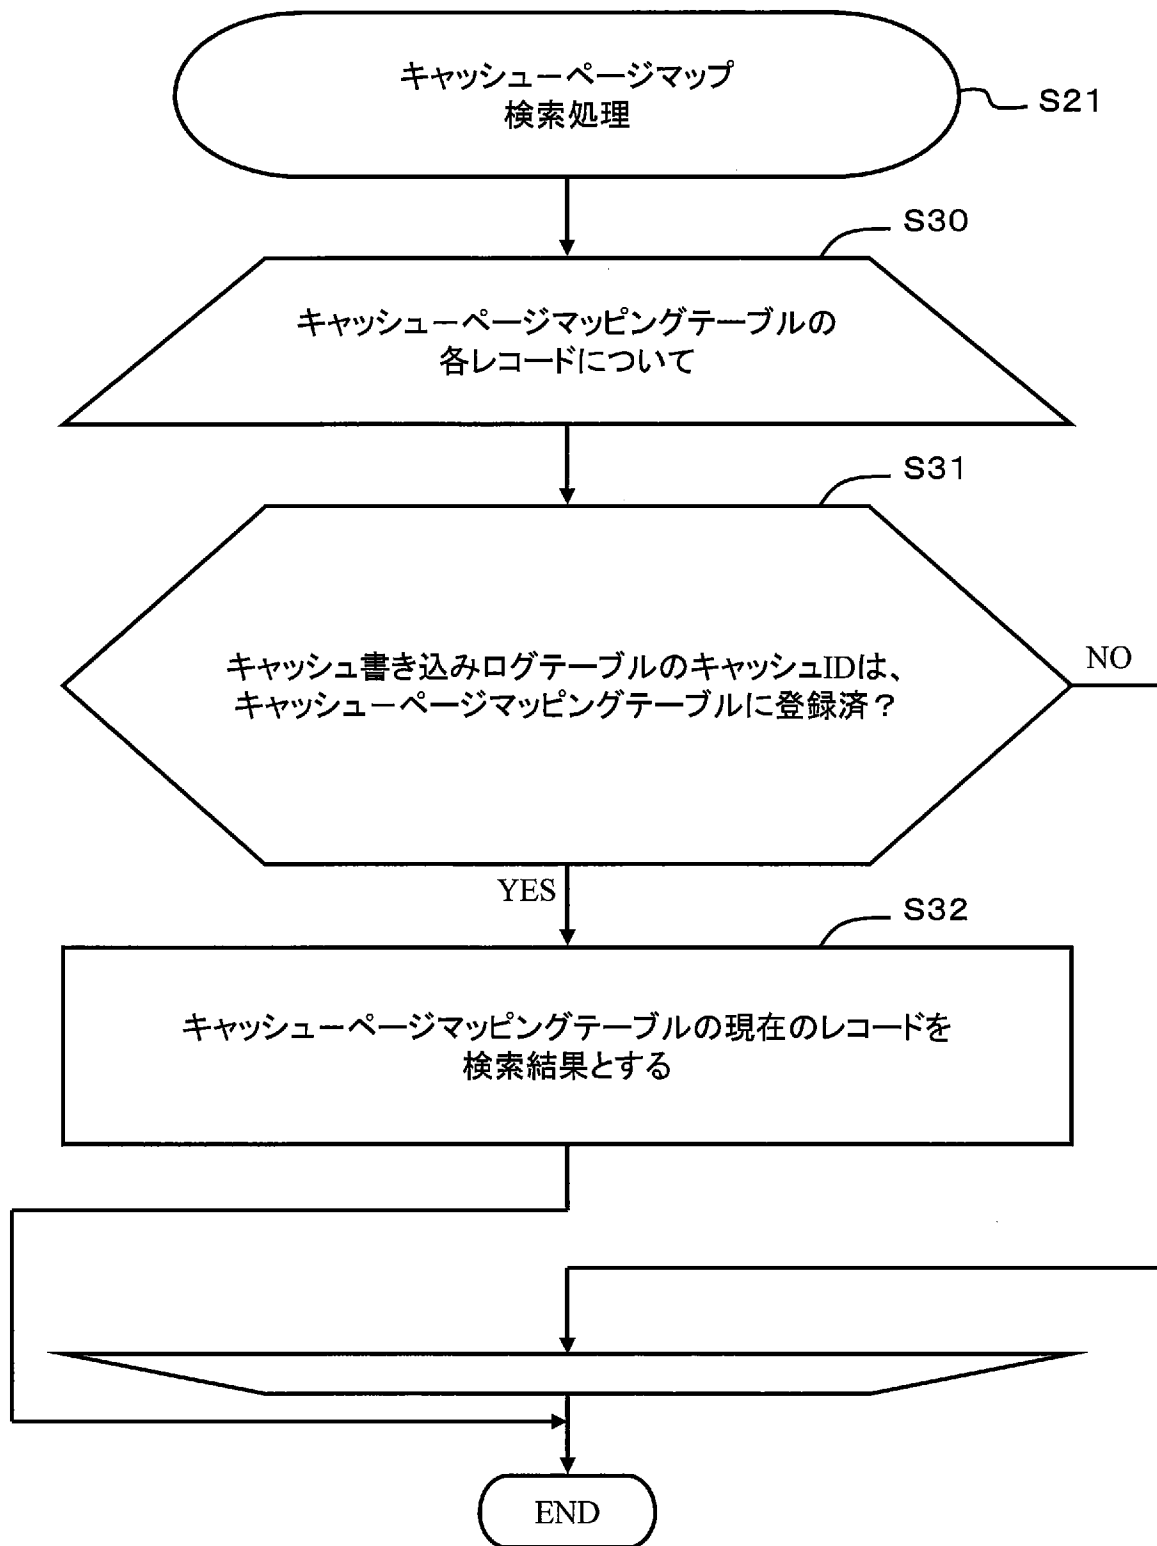 キャッシューページマップ
検索処理
S21
S30
キャッシューページマッピングテーブルの
各レコードについて
S31
キャッシュ書き込みログテーブルのキャッシュIDは、
キャッシューページマッピングテーブルに登録済?
NO
YES
S32
キャッシューページマッピングテーブルの現在のレコードを
検索結果とする
END